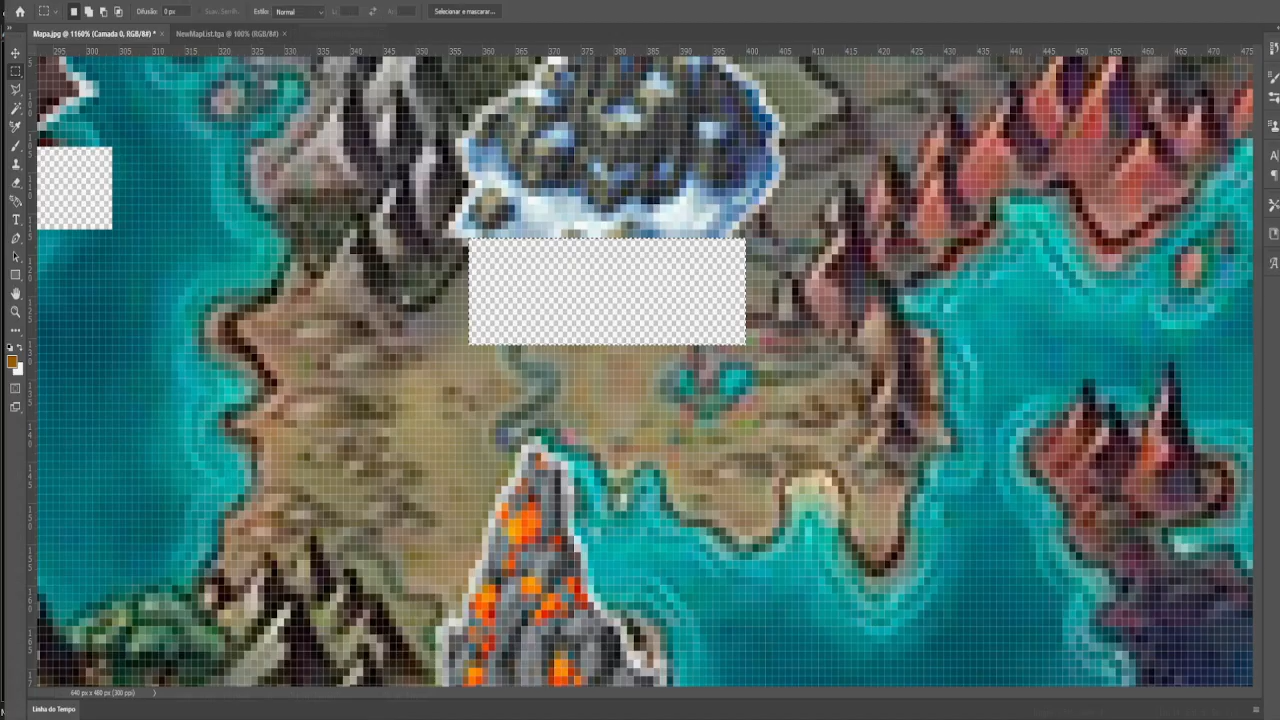 Difusão: 0 px Estilo: Normal Selecionar e mascarar...
Mapa.jpg @ 1160% (Camada 0, RGB/8#) * × NewMapList.tga @ 100% (RGB/8#) ×
295 300 305 310 315 320 325 330 335 340 345 350 355 360 365 370 375 380 385 390 395 400 405 410 415 420 425 430 435 440 445 450 455 460 465 470 475
640 px x 480 px (300 ppi)
Linha do Tempo